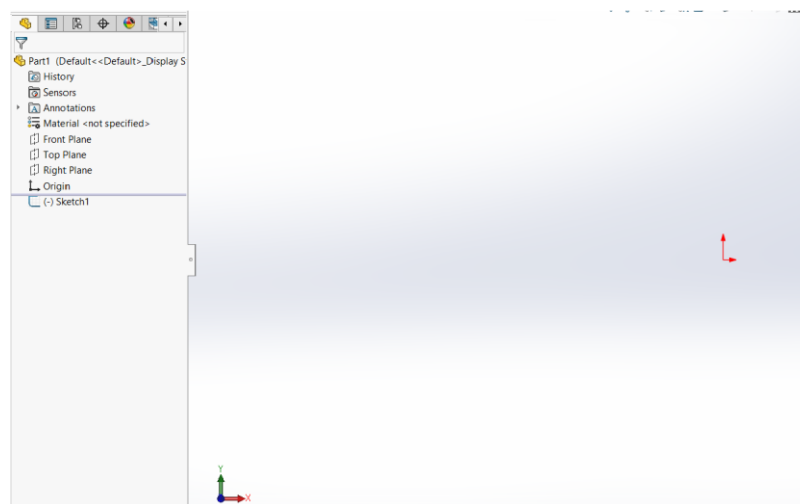 Part1 (Default<<Default>_Display S
History
Sensors
Annotations
Material <not specified>
Front Plane
Top Plane
Right Plane
Origin
(-) Sketch1
Y
X